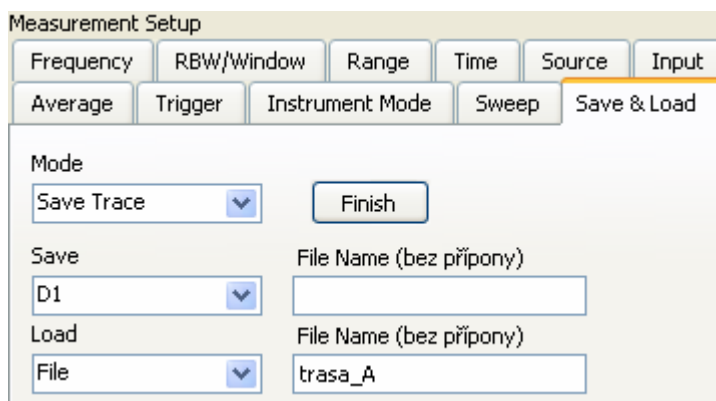 Measurement Setup
Frequency RBW/Window Range Time Source Input
Average Trigger Instrument Mode Sweep Save & Load
Mode
Save Trace Finish
Save File Name (bez přípony)
D1
Load File Name (bez přípony)
File trasa_A